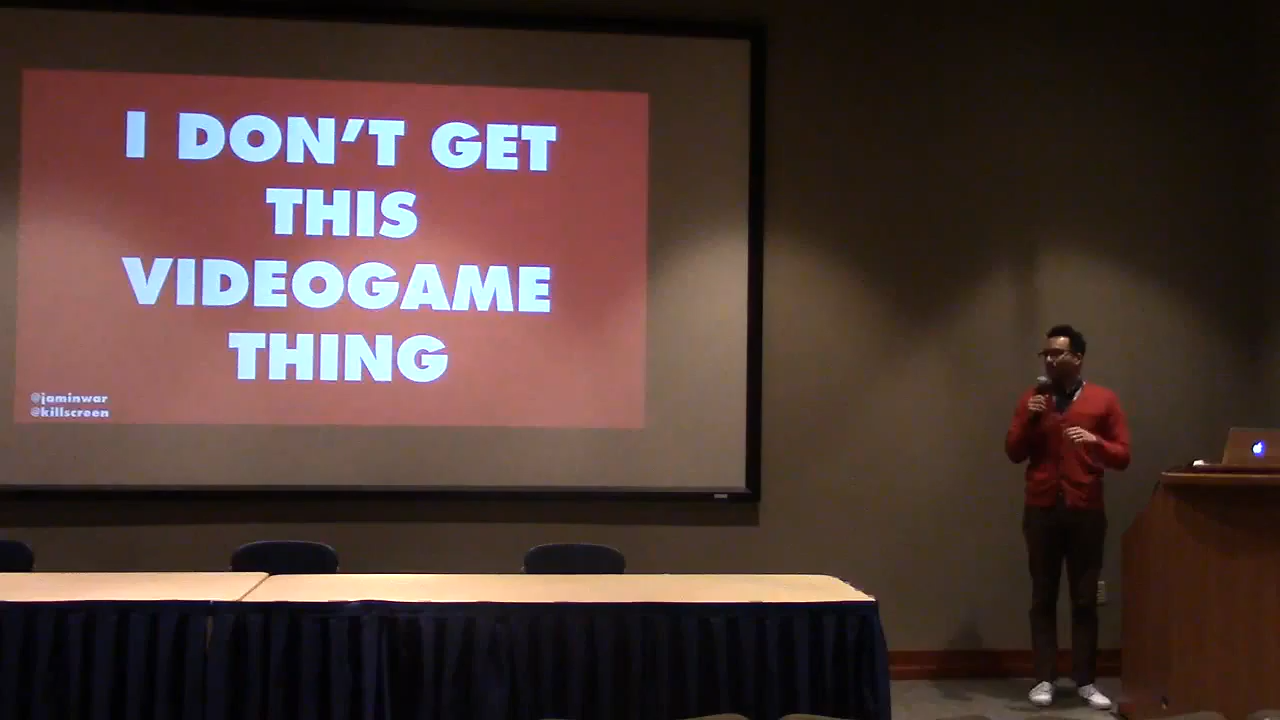 I DON'T GET
THIS
VIDEOGAME
THING
@jaminwar
@killscreen